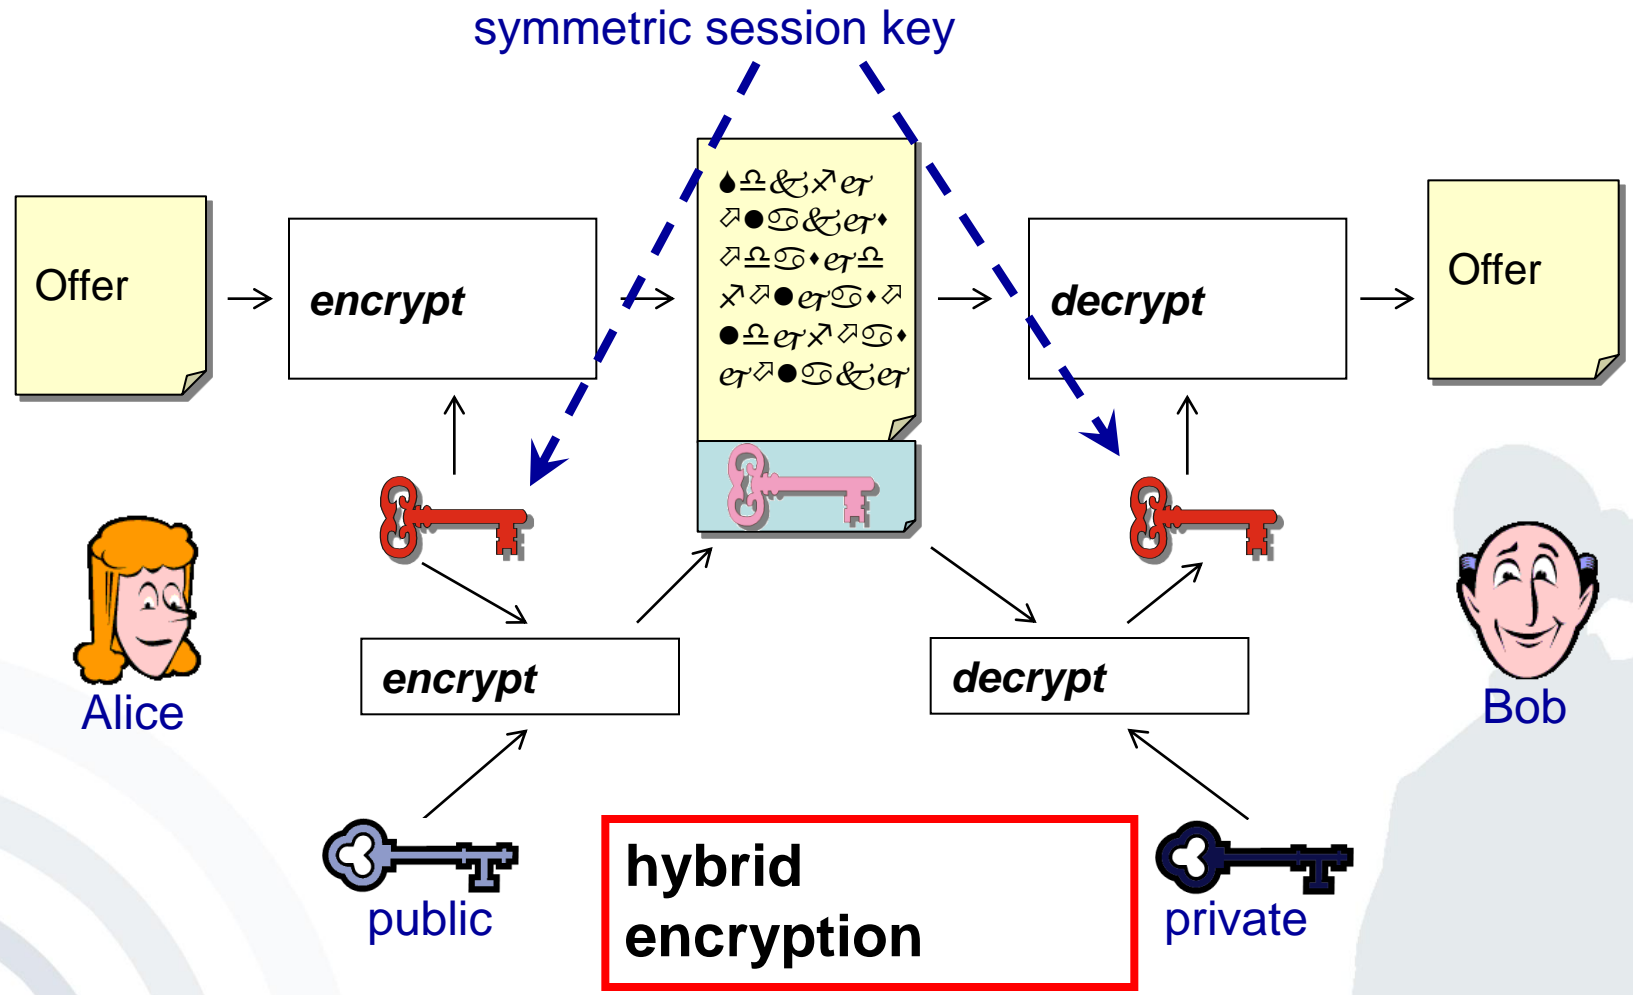 symmetric session key
Offer
encrypt
decrypt
Offer
encrypt
decrypt
Alice
Bob
public
hybrid
encryption
private